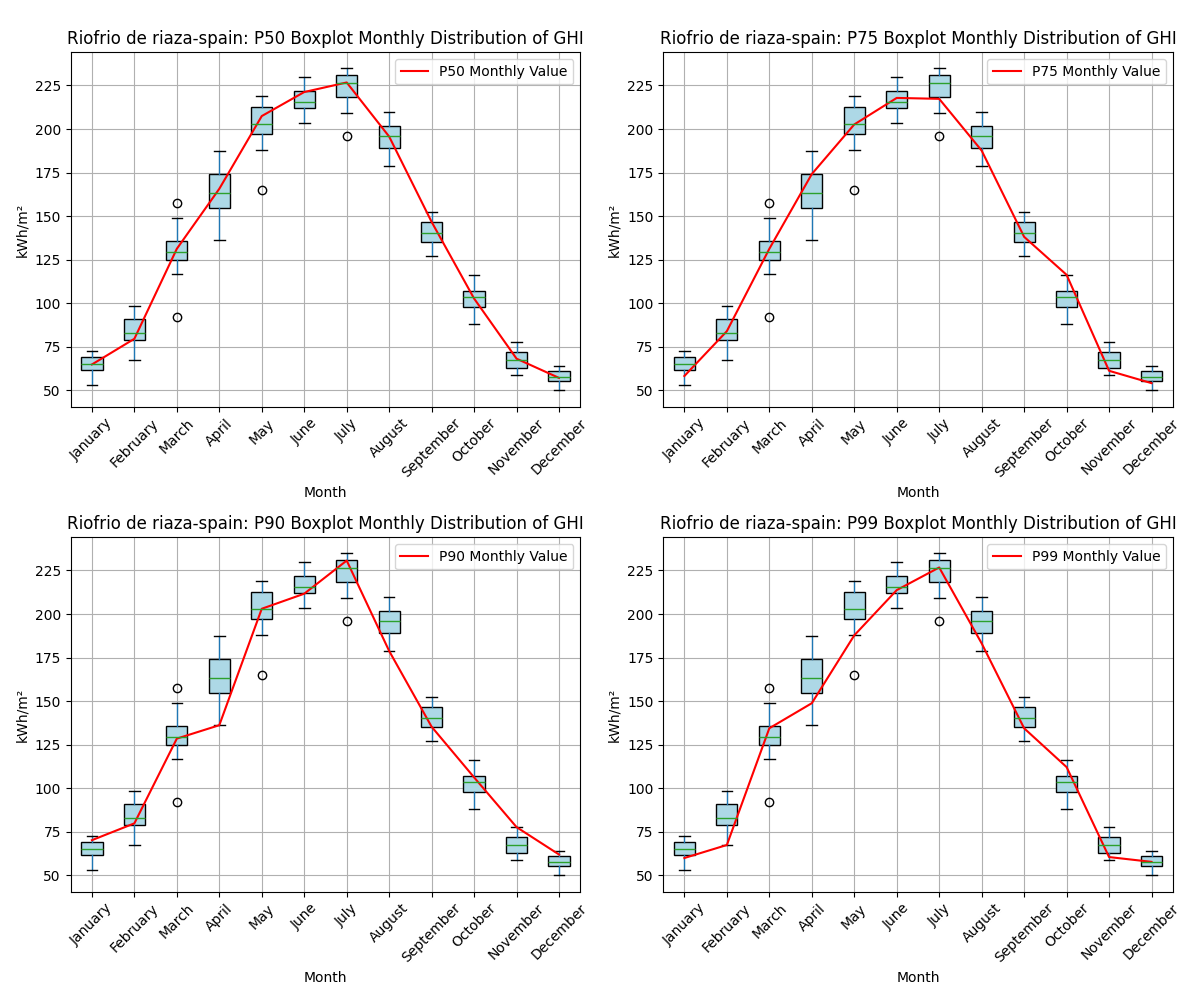 Riofrio de riaza-spain: P50 Boxplot Monthly Distribution of GHI
P50 Monthly Value
kWh/m²
225
200
175
150
125
100
75
50
January
February
March
April
May
June
July
August
September
October
November
December
Month
Riofrio de riaza-spain: P75 Boxplot Monthly Distribution of GHI
P75 Monthly Value
kWh/m²
225
200
175
150
125
100
75
50
January
February
March
April
May
June
July
August
September
October
November
December
Month
Riofrio de riaza-spain: P90 Boxplot Monthly Distribution of GHI
P90 Monthly Value
kWh/m²
225
200
175
150
125
100
75
50
January
February
March
April
May
June
July
August
September
October
November
December
Month
Riofrio de riaza-spain: P99 Boxplot Monthly Distribution of GHI
P99 Monthly Value
kWh/m²
225
200
175
150
125
100
75
50
January
February
March
April
May
June
July
August
September
October
November
December
Month